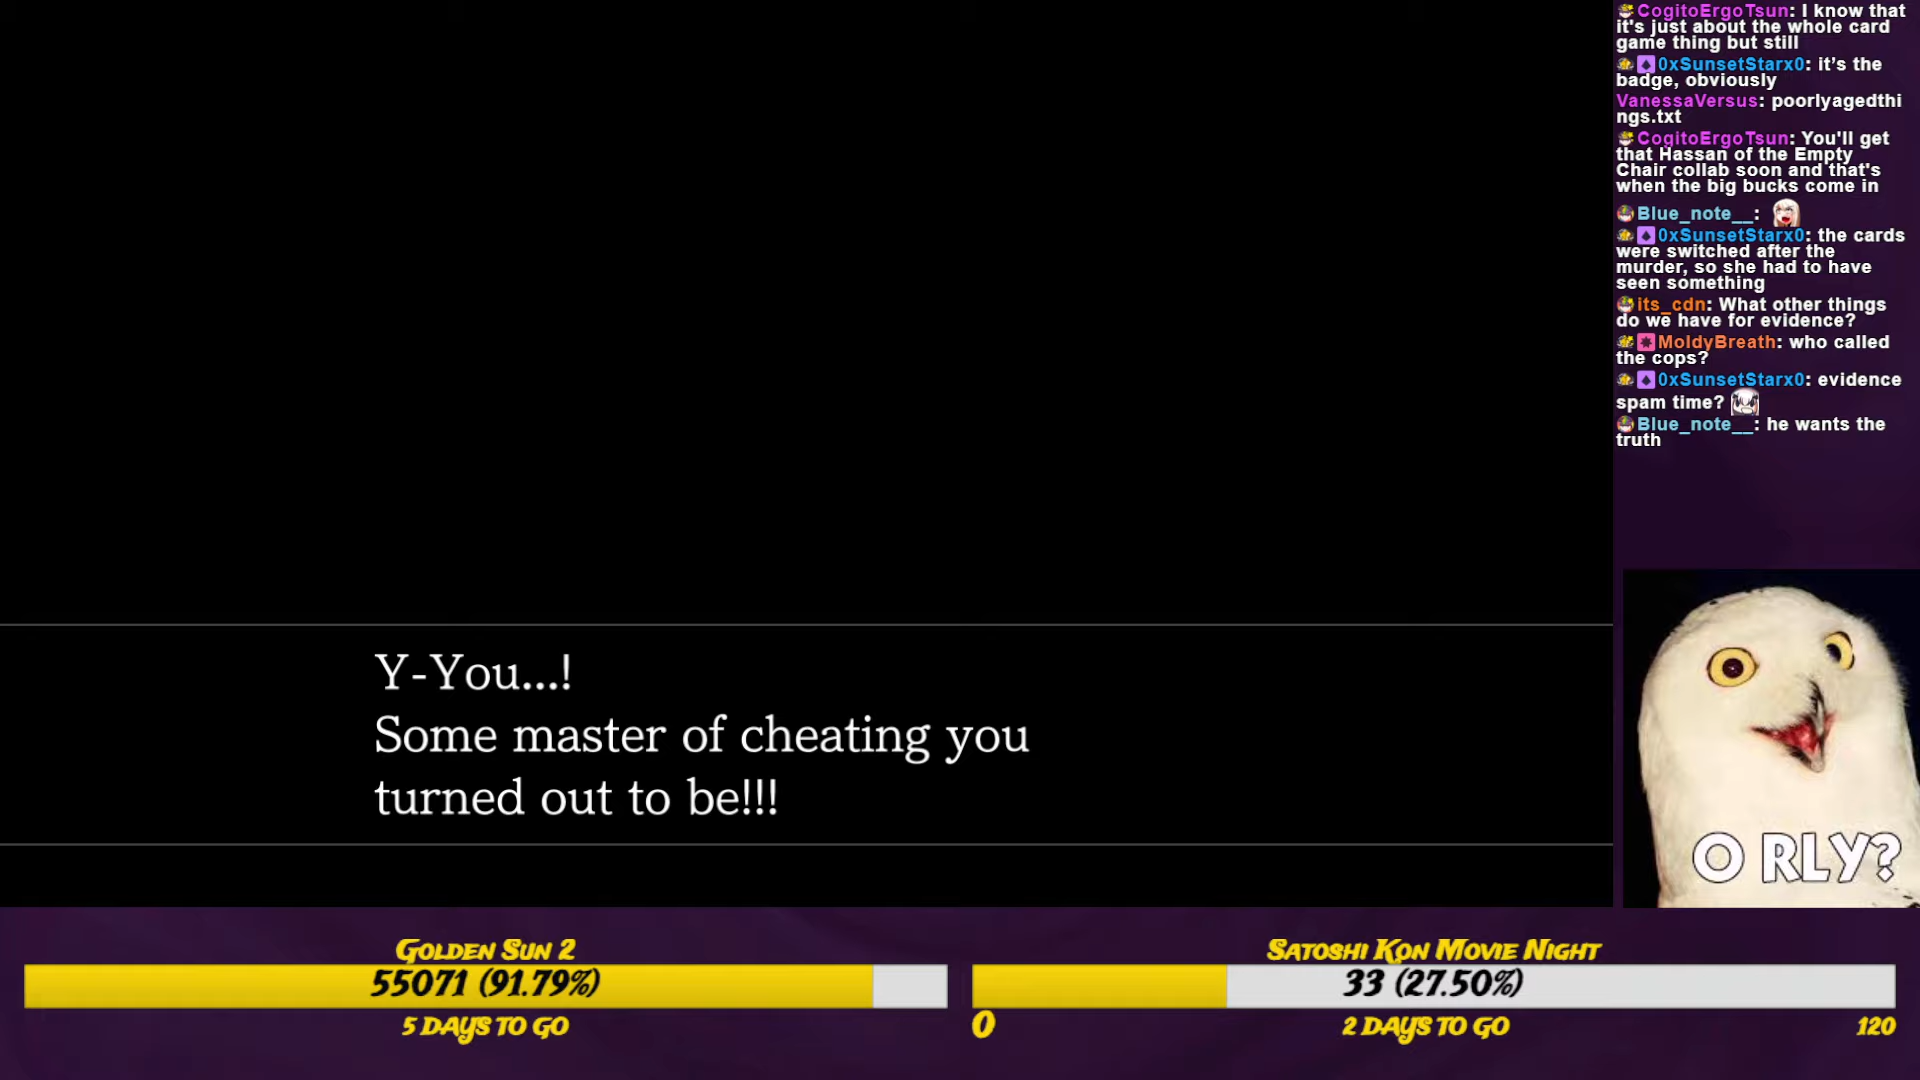 Y-You...!
Some master of cheating you
turned out to be!!!
CogitoErgoTsun: I know that
it's just about the whole card
game thing but still
0xSunsetStarx0: it's the
badge, obviously
VanessaVersus: poorlyagedthi
ngs.txt
CogitoErgoTsun: You'll get
that Hassan of the Empty
Chair collab soon and that's
when the big bucks come in
Blue_note__:
0xSunsetStarx0: the cards
were switched after the
murder, so she had to have
seen something
its_cdn: What other things
do we have for evidence?
MoldyBreath: who called
the cops?
0xSunsetStarx0: evidence
spam time?
Blue_note__: he wants the
truth
O RLY?
Golden Sun 2
55071 (91.79%)
5 days to go
Satoshi Kon Movie Night
33 (27.50%)
0
2 days to go
120